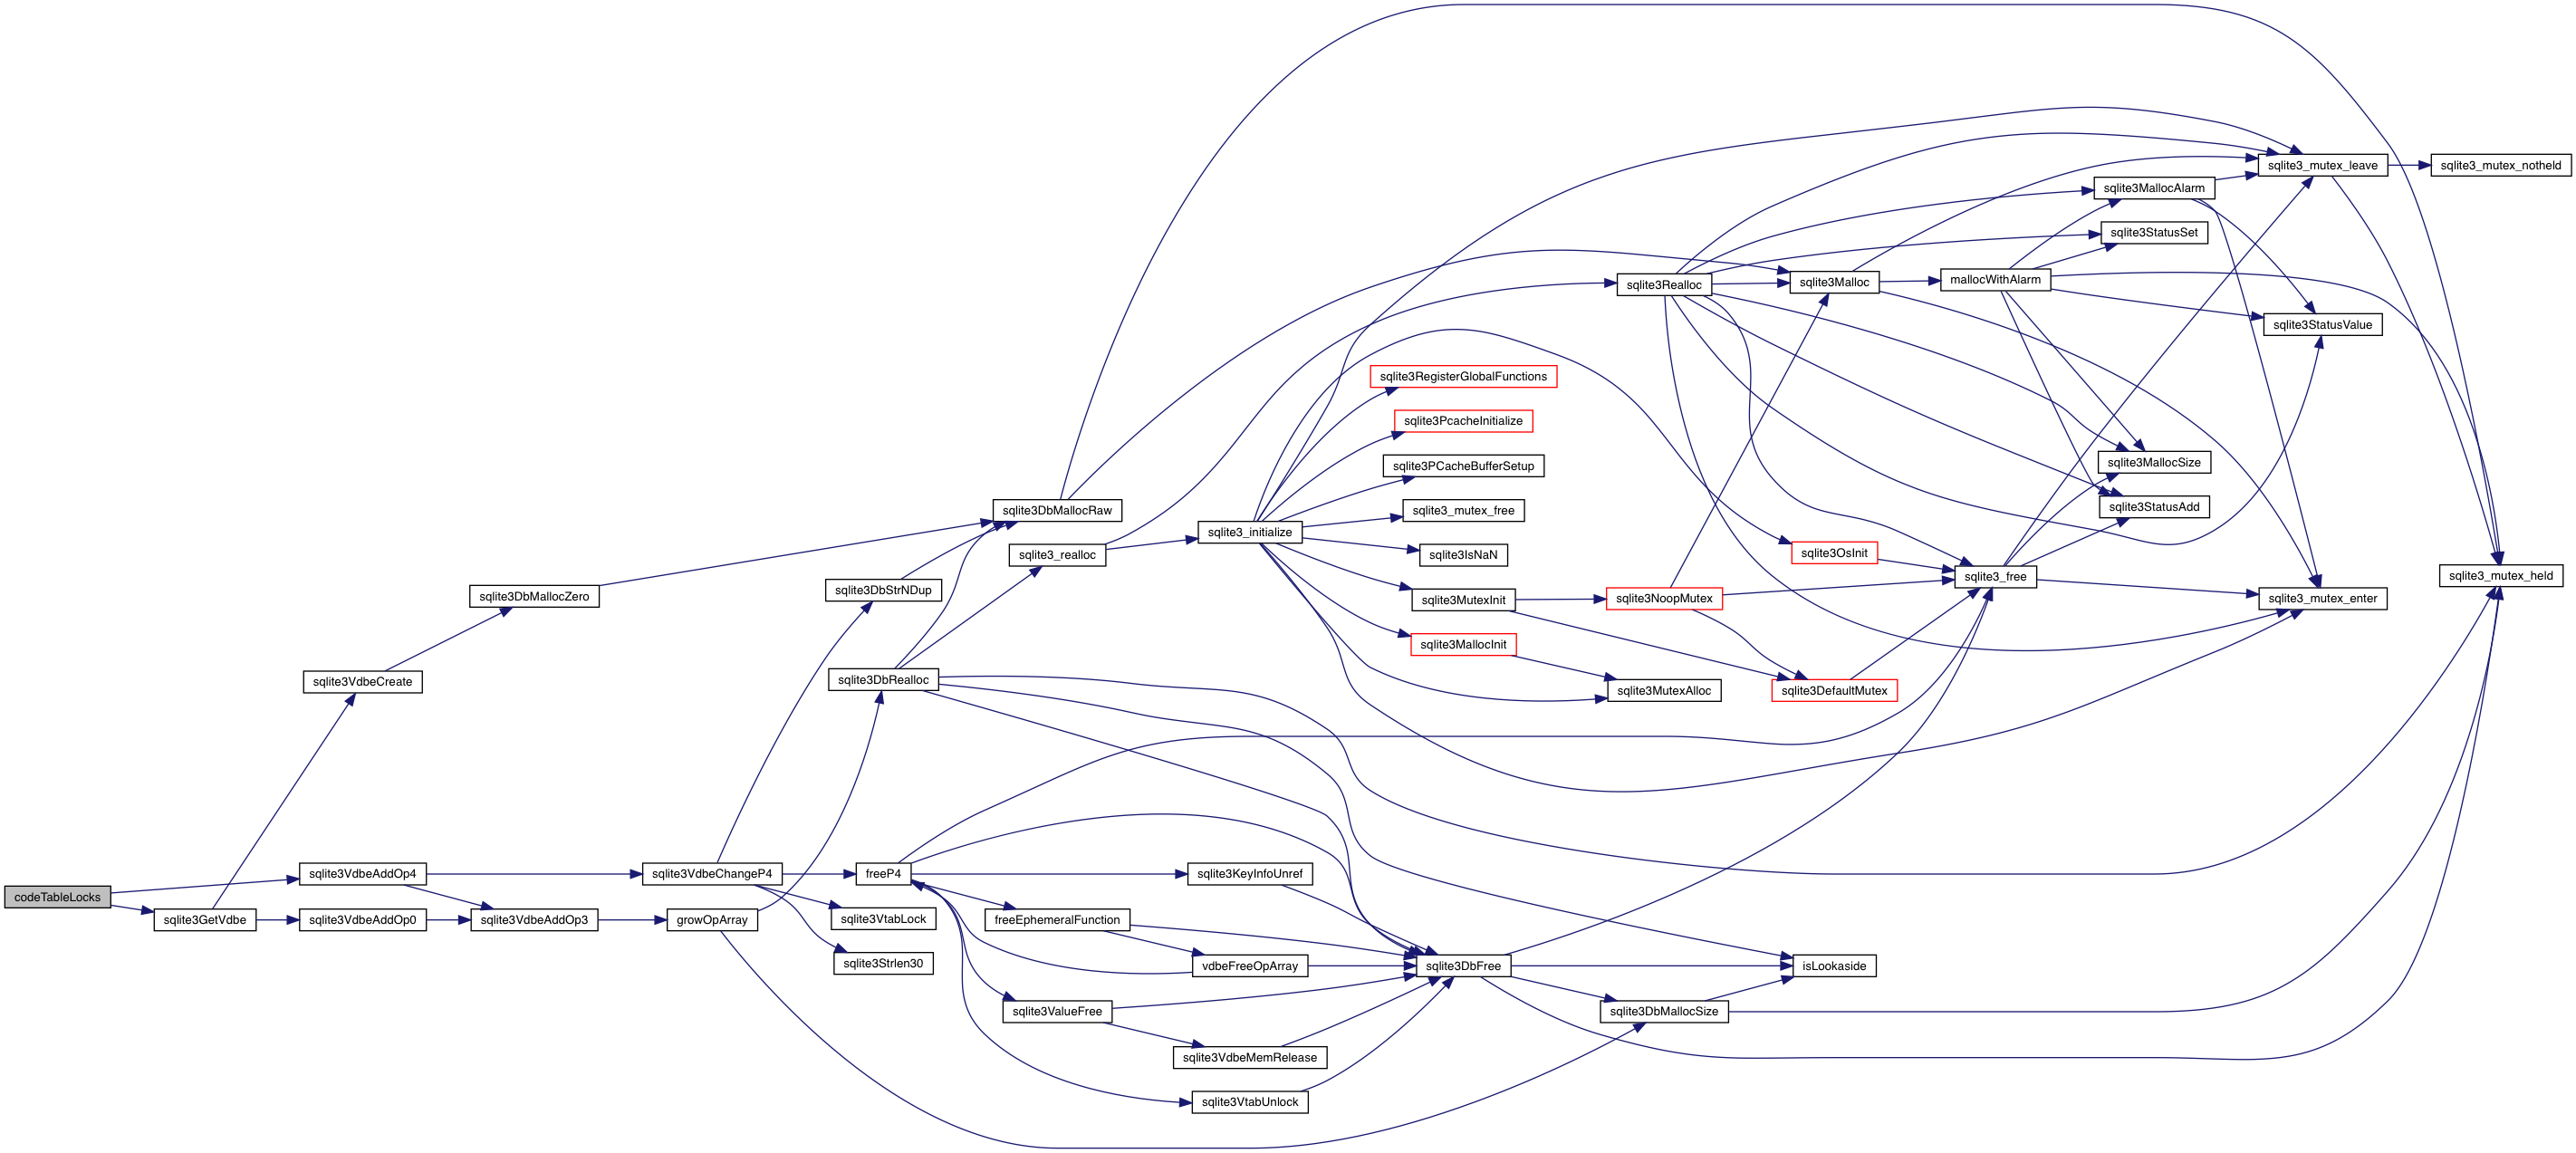 codeTableLocks
sqlite3VdbeAddOp4
sqlite3GetVdbe
sqlite3VdbeCreate
sqlite3VdbeAddOp0
sqlite3DbMallocZero
sqlite3VdbeAddOp3
sqlite3VdbeChangeP4
growOpArray
sqlite3DbStrNDup
sqlite3DbRealloc
freeP4
sqlite3VtabLock
sqlite3Strlen30
sqlite3DbMallocRaw
sqlite3_realloc
freeEphemeralFunction
sqlite3ValueFree
sqlite3_initialize
sqlite3KeyInfoUnref
vdbeFreeOpArray
sqlite3VdbeMemRelease
sqlite3VtabUnlock
sqlite3RegisterGlobalFunctions
sqlite3PcacheInitialize
sqlite3PCacheBufferSetup
sqlite3_mutex_free
sqlite3IsNaN
sqlite3MutexInit
sqlite3MallocInit
sqlite3DbFree
sqlite3Realloc
sqlite3NoopMutex
sqlite3MutexAlloc
sqlite3DbMallocSize
sqlite3Malloc
sqlite3OsInit
sqlite3DefaultMutex
isLookaside
mallocWithAlarm
sqlite3_free
sqlite3MallocAlarm
sqlite3StatusSet
sqlite3MallocSize
sqlite3StatusAdd
sqlite3_mutex_leave
sqlite3StatusValue
sqlite3_mutex_enter
sqlite3_mutex_notheld
sqlite3_mutex_held